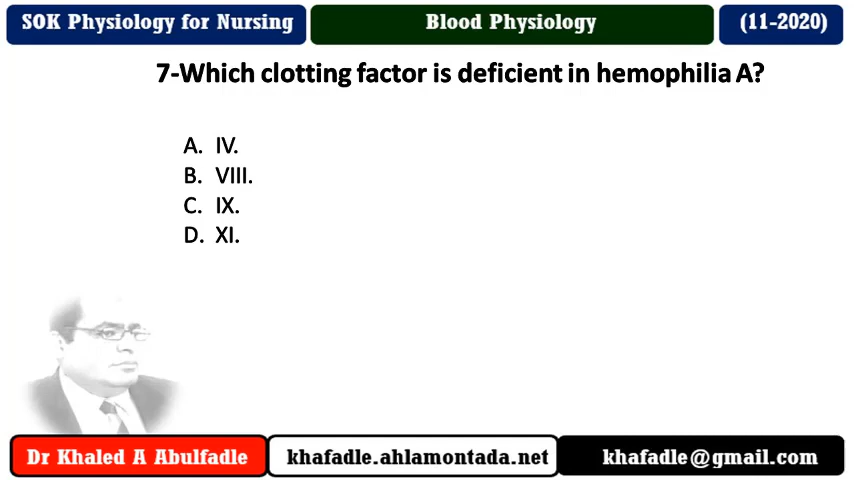 SOK Physiology for Nursing
Blood Physiology
(11-2020)
7-Which clotting factor is deficient in hemophilia A?
A. IV.
B. VIII.
C. IX.
D. XI.
Dr Khaled A Abulfadle
khafadle.ahlamontada.net
khafadle@gmail.com